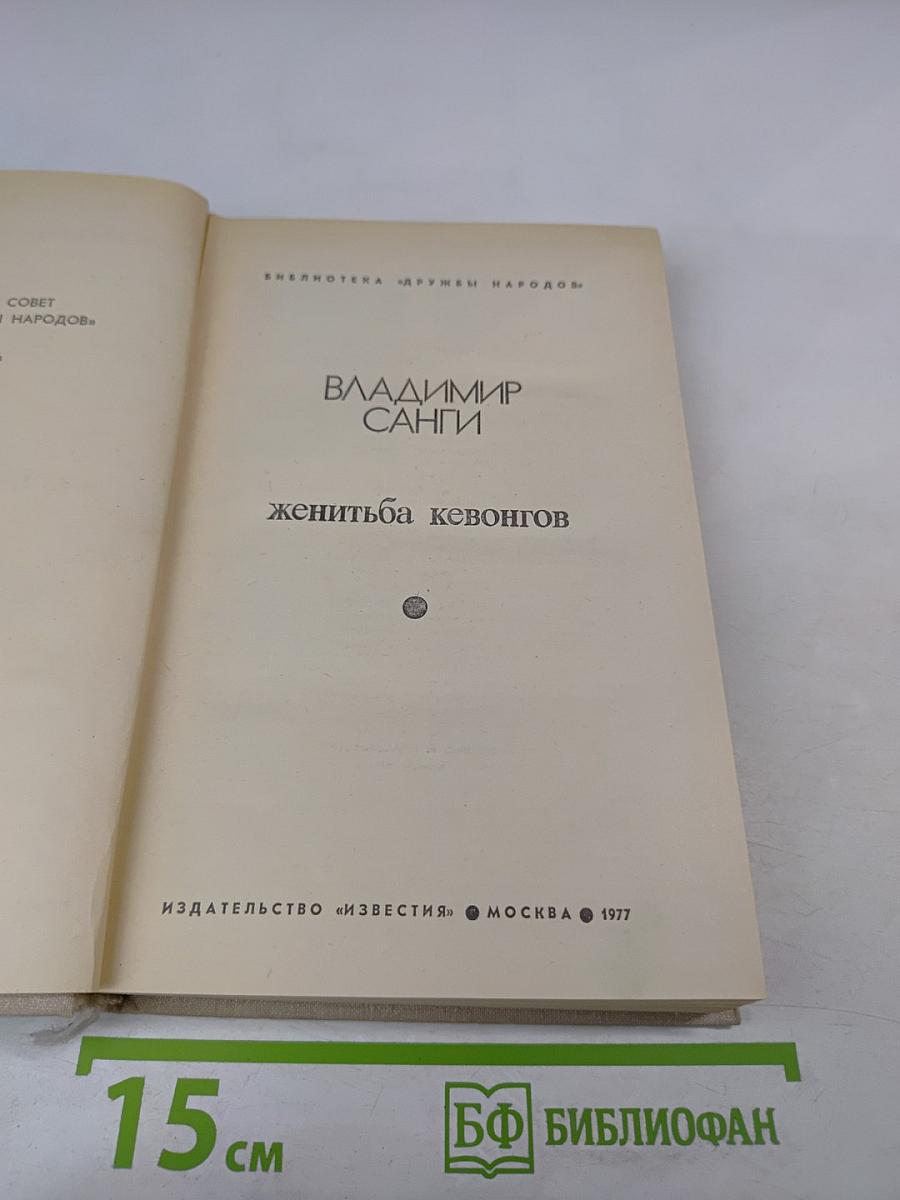 СОВЕТ
НАРОДОВ»
БИБЛИОТЕКА «ДРУЖБЫ НАРОДОВ»
ВЛАДИМИР
САНГИ
женитьба кевонгов
ИЗДАТЕЛЬСТВО «ИЗВЕСТИЯ» ● МОСКВА ● 1977
15 см
БФ БИБЛИОФАН